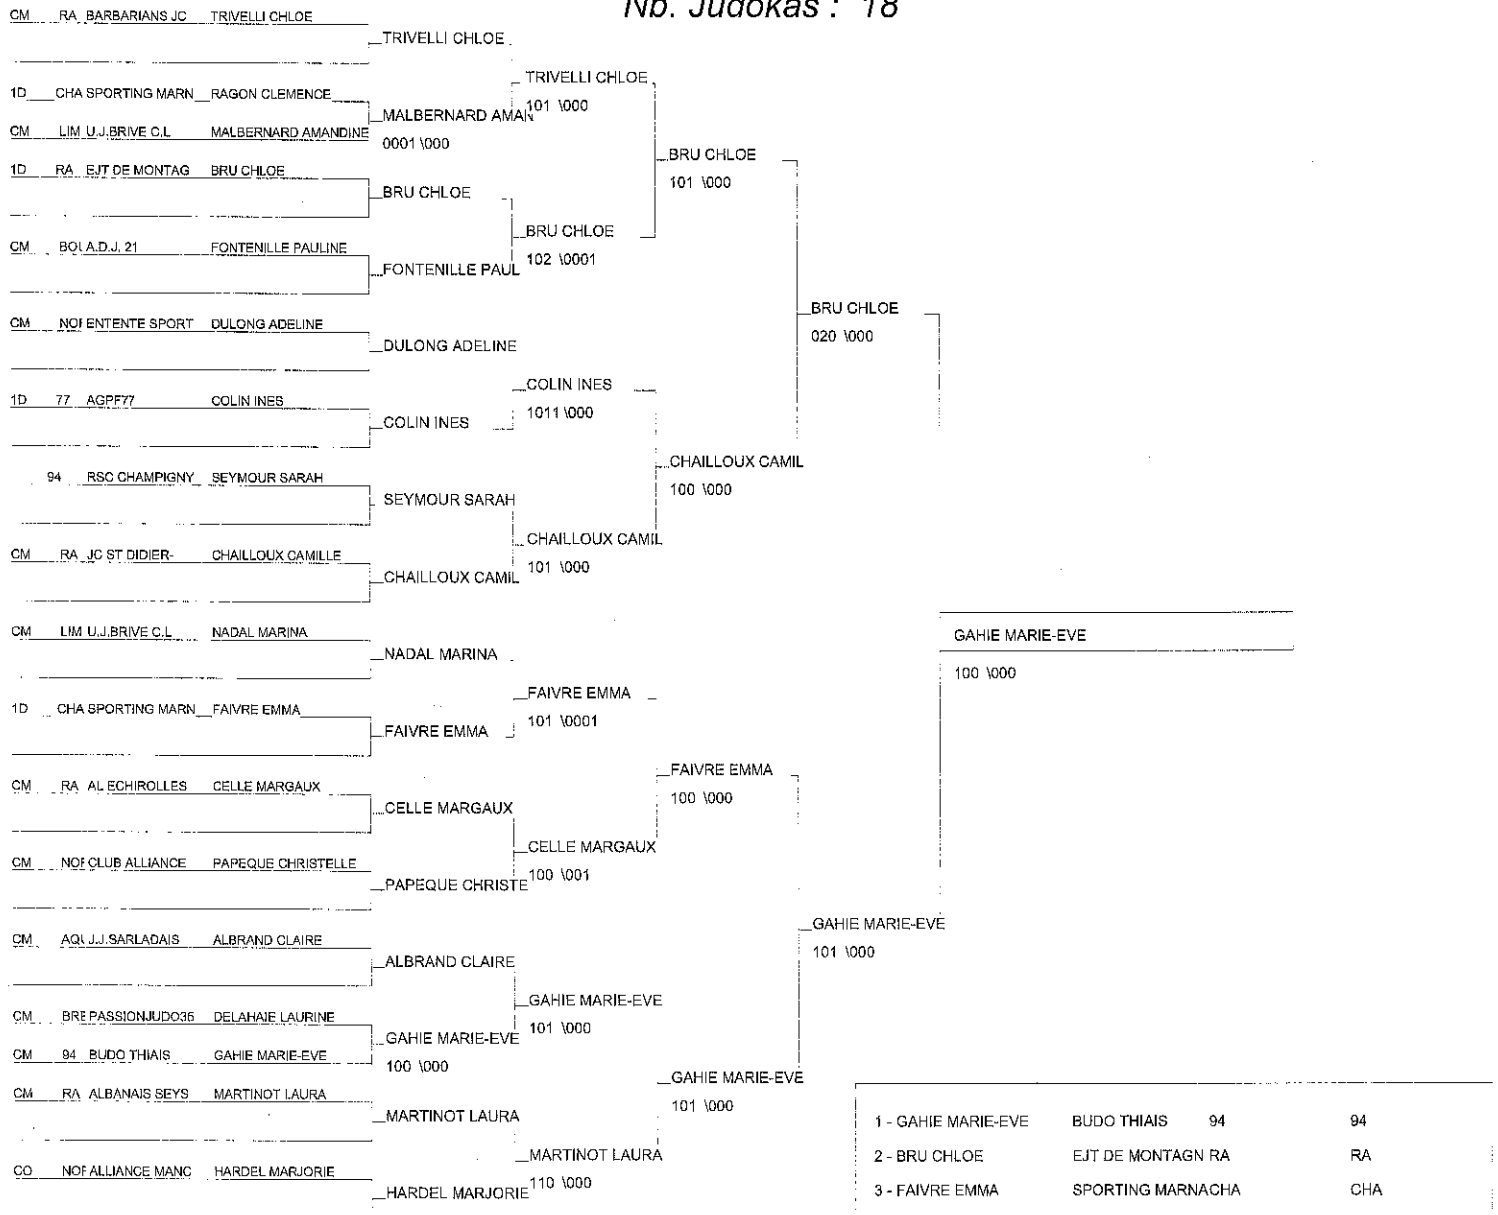 Nb. Judokas : 18
CM RA BARBARIANS JC TRIVELLI CHLOE
TRIVELLI CHLOE
TRIVELLI CHLOE
101 \000
1D CHA SPORTING MARN RAGON CLEMENCE
MALBERNARD AMAN
0001 \000
CM LIM U.J.BRIVE C.L MALBERNARD AMANDINE
BRU CHLOE
101 \000
1D RA EJT DE MONTAG BRU CHLOE
BRU CHLOE
BRU CHLOE
102 \0001
CM BOU A.D.J. 21 FONTENILLE PAULINE
FONTENILLE PAUL
BRU CHLOE
020 \000
CM NOR ENTENTE SPORT DULONG ADELINE
DULONG ADELINE
COLIN INES
1011 \000
1D 77 AGPF77 COLIN INES
COLIN INES
CHAILLOUX CAMIL
100 \000
94 RSC CHAMPIGNY SEYMOUR SARAH
SEYMOUR SARAH
CHAILLOUX CAMIL
101 \000
CM RA JC ST DIDIER- CHAILLOUX CAMILLE
CHAILLOUX CAMIL
GAHIE MARIE-EVE
100 \000
CM LIM U.J.BRIVE C.L NADAL MARINA
NADAL MARINA
FAIVRE EMMA
101 \0001
1D CHA SPORTING MARN FAIVRE EMMA
FAIVRE EMMA
FAIVRE EMMA
100 \000
CM RA AL ECHIROLLES CELLE MARGAUX
CELLE MARGAUX
CELLE MARGAUX
100 \001
CM NOR CLUB ALLIANCE PAPEQUE CHRISTELLE
PAPEQUE CHRISTE
GAHIE MARIE-EVE
101 \000
CM AQU J.J.SARLADAIS ALBRAND CLAIRE
ALBRAND CLAIRE
GAHIE MARIE-EVE
101 \000
CM BRE PASSIONJUDO35 DELAHAIE LAURINE
GAHIE MARIE-EVE
100 \000
CM 94 BUDO THIAIS GAHIE MARIE-EVE
GAHIE MARIE-EVE
101 \000
CM RA ALBANAIS SEYS MARTINOT LAURA
MARTINOT LAURA
MARTINOT LAURA
110 \000
CO NOR ALLIANCE MANC HARDEL MARJORIE
HARDEL MARJORIE
1 - GAHIE MARIE-EVE BUDO THIAIS 94 94
2 - BRU CHLOE EJT DE MONTAGN RA RA
3 - FAIVRE EMMA SPORTING MARNACHA CHA